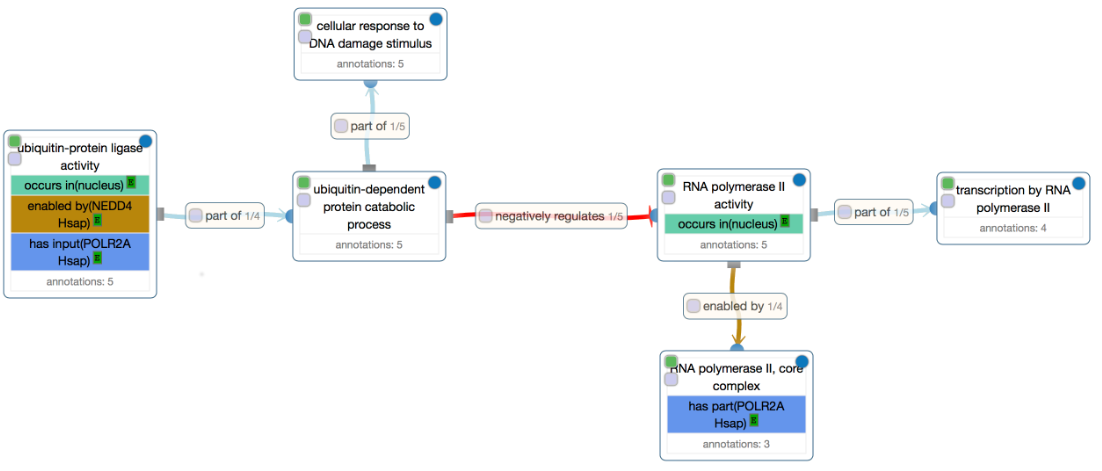 cellular response to
DNA damage stimulus
annotations: 5
part of 1/5
ubiquitin-protein ligase
activity
occurs in(nucleus) E
enabled by(NEDD4
Hsap) E
has input(POLR2A
Hsap) E
annotations: 5
part of 1/4
ubiquitin-dependent
protein catabolic
process
annotations: 5
negatively regulates 1/5
RNA polymerase II
activity
occurs in(nucleus) E
annotations: 5
part of 1/5
transcription by RNA
polymerase II
annotations: 4
enabled by 1/4
RNA polymerase II, core
complex
has part(POLR2A
Hsap) E
annotations: 3